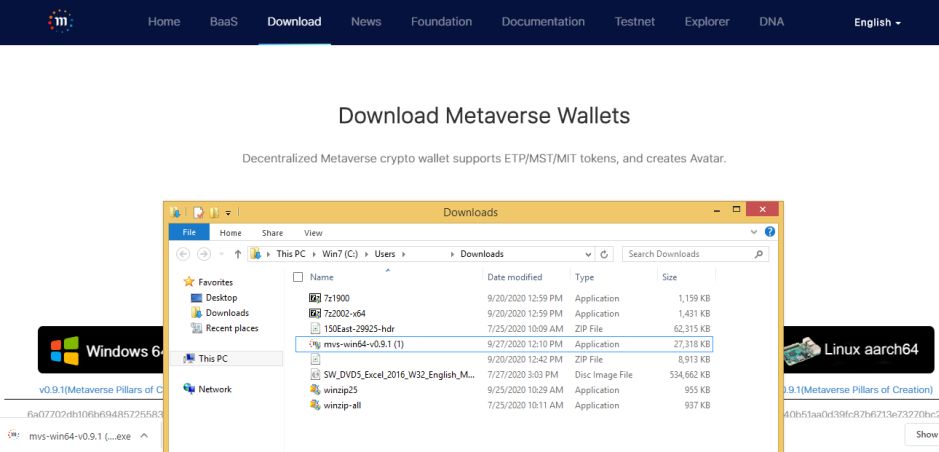 m Home BaaS Download News Foundation Documentation Testnet Explorer DNA English
Download Metaverse Wallets
Decentralized Metaverse crypto wallet supports ETP/MST/MIT tokens, and creates Avatar.
Downloads
File Home Share View
This PC Win7 (C:) Users Downloads Search Downloads
Name Date modified Type Size
Favorites
Desktop
Downloads
Recent places
This PC
Network
7z1900 9/20/2020 12:59 PM Application 1,159 KB
7z2002-x64 9/20/2020 12:59 PM Application 1,431 KB
150East-29925-hdr 7/25/2020 10:09 AM ZIP File 62,315 KB
mvs-win64-v0.9.1 (1) 9/27/2020 12:10 PM Application 27,318 KB
9/20/2020 12:42 PM ZIP File 8,913 KB
SW_DVD5_Excel_2016_W32_English_M... 7/27/2020 3:03 PM Disc Image File 534,662 KB
winzip25 9/25/2020 10:29 AM Application 955 KB
winzip-all 7/25/2020 10:11 AM Application 937 KB
Windows 64
v0.9.1(Metaverse Pillars of C
6a07702db106b69485725583
Linux aarch64
0.9.1(Metaverse Pillars of Creation)
40b51aa0d39fc87b6713e73270bc2
mvs-win64-v0.9.1 (....exe
Show